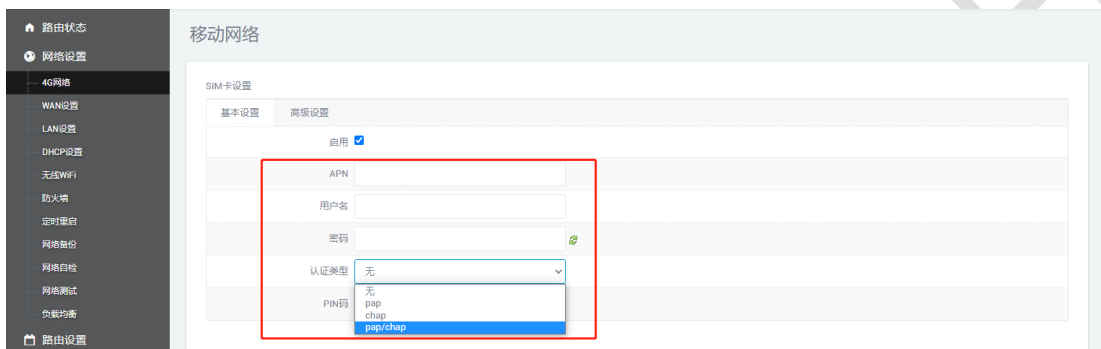 路由状态
网络设置
4G网络
WAN设置
LAN设置
DHCP设置
无线WiFi
防火墙
定时重启
网络备份
网络自检
网络测试
负载均衡
路由设置
移动网络
SIM卡设置
基本设置 高级设置
启用
APN
用户名
密码
认证类型 无
无
PIN码 pap
chap
pap/chap